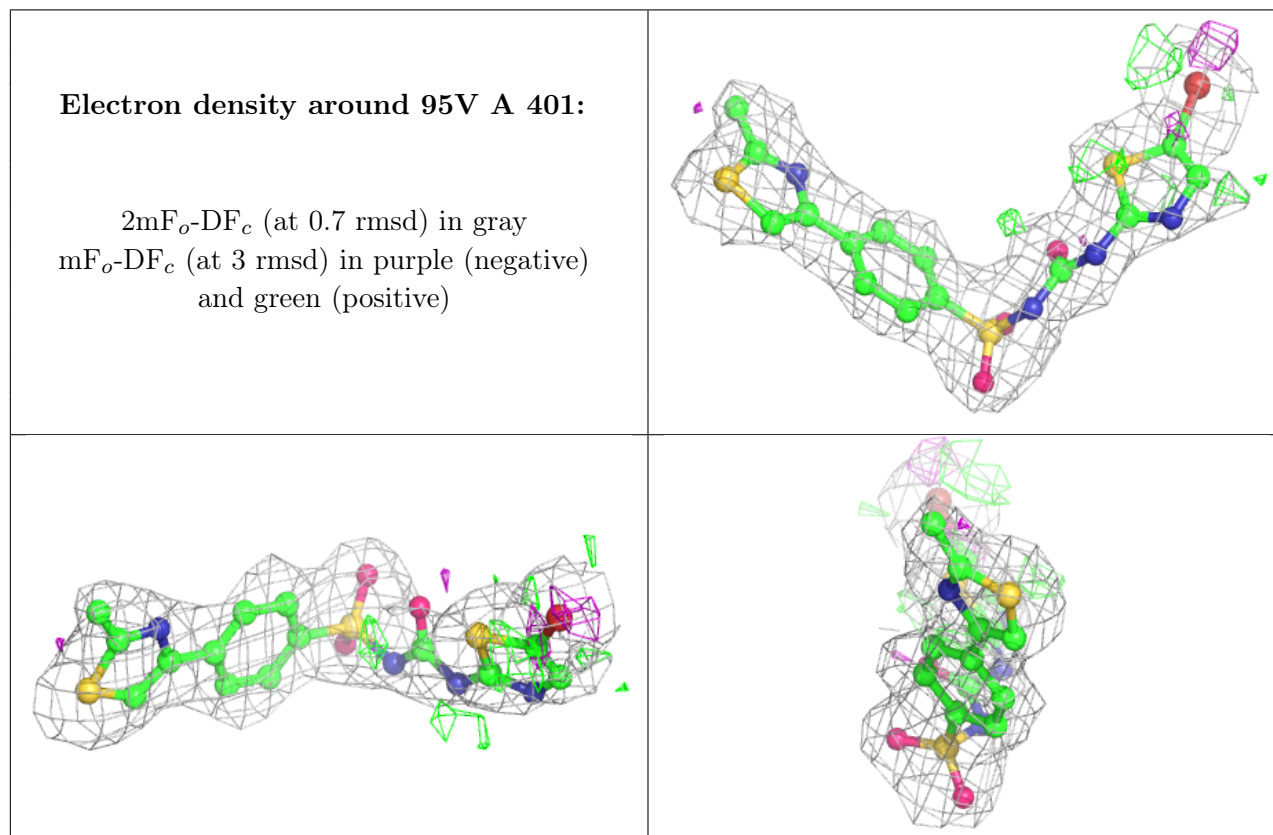 Electron density around 95V A 401:
2mFo-DFc (at 0.7 rmsd) in gray
mFo-DFc (at 3 rmsd) in purple (negative)
and green (positive)